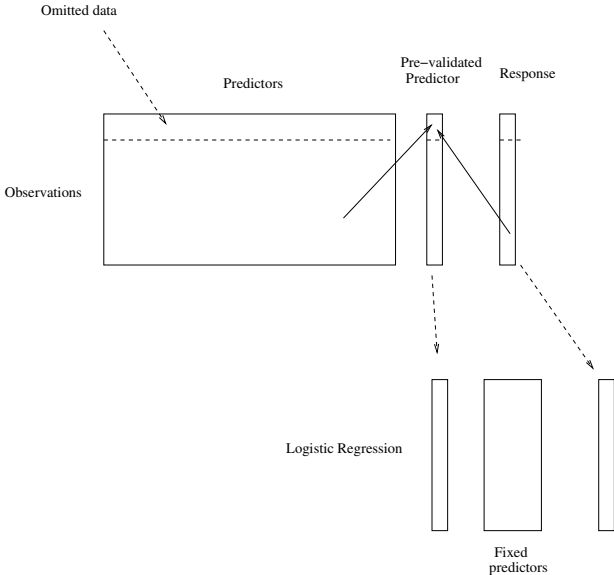 Omitted data
Pre−validated
Predictor
Response
Predictors
Observations
Logistic Regression
Fixed
predictors